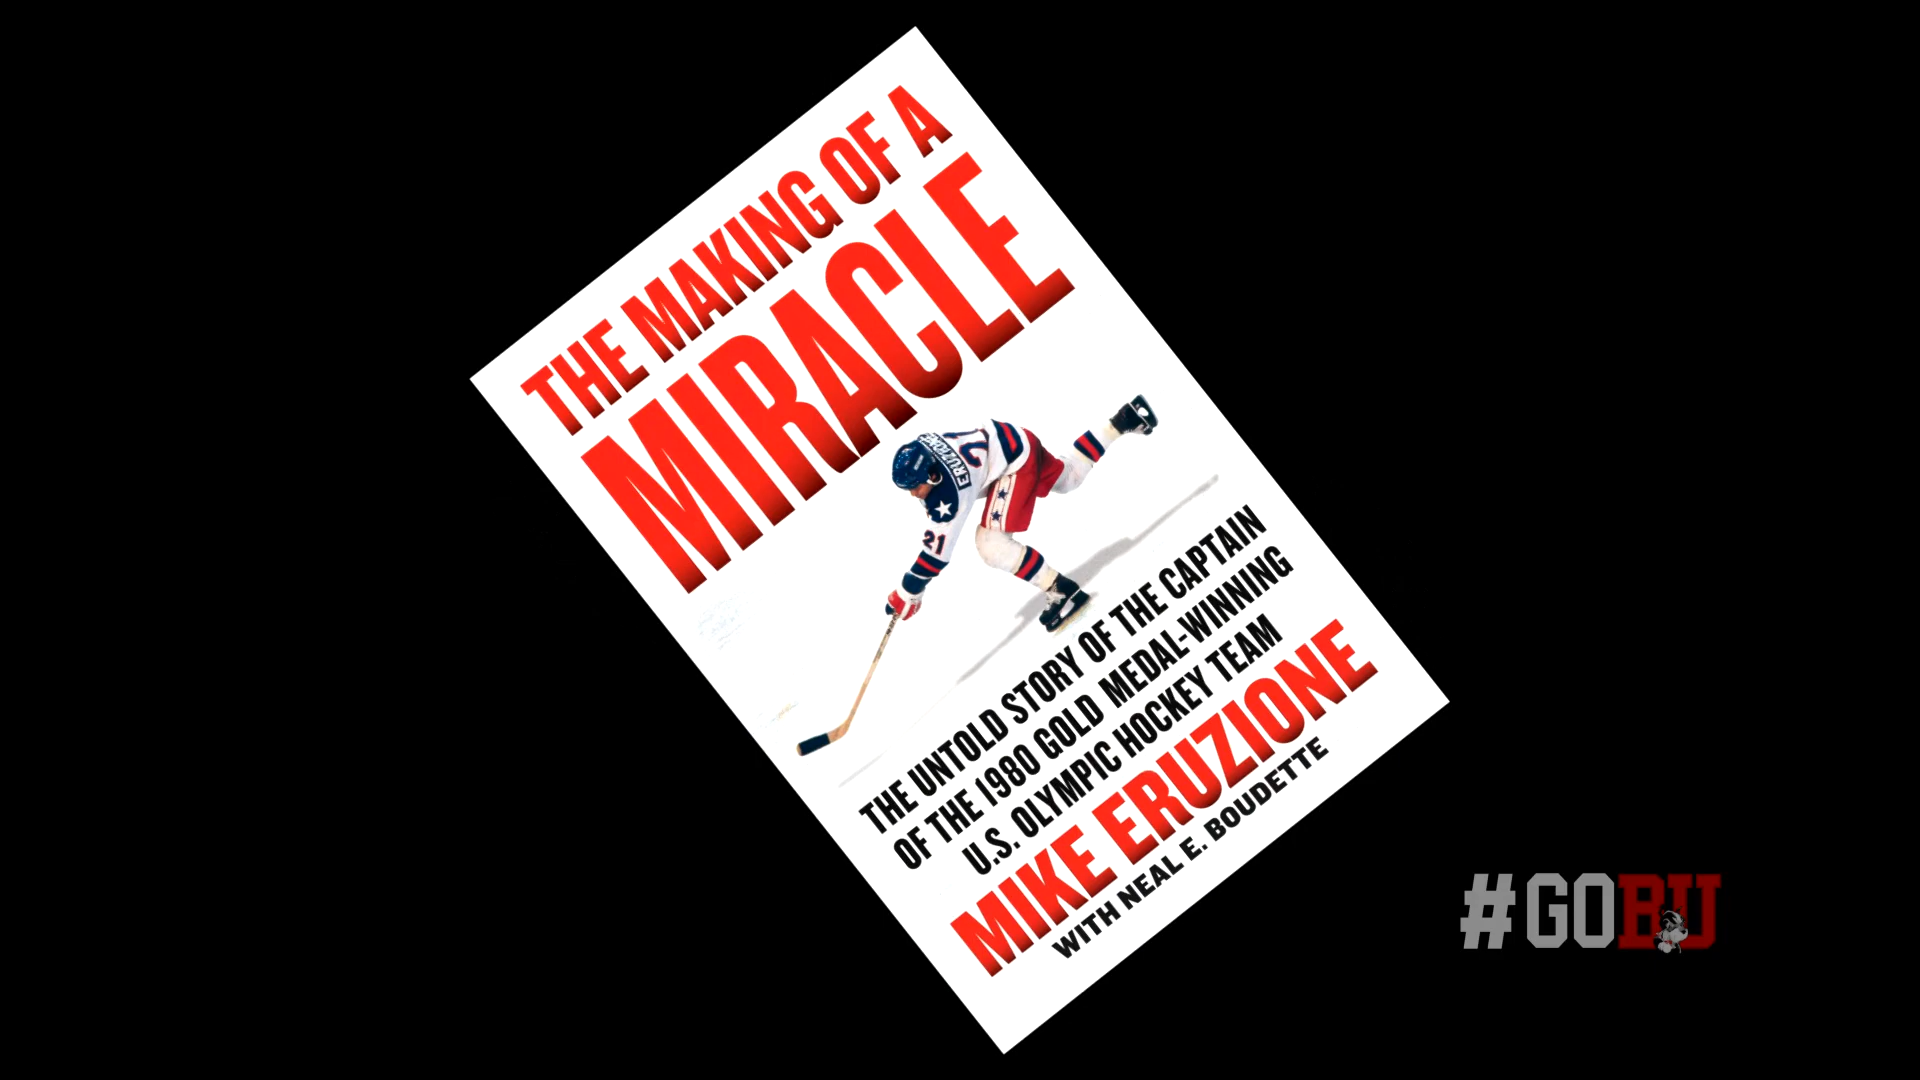 THE MAKING OF A
MIRACLE
ERUZIONE
21
21
THE UNTOLD STORY OF THE CAPTAIN
OF THE 1980 GOLD MEDAL-WINNING
U.S. OLYMPIC HOCKEY TEAM
MIKE ERUZIONE
WITH NEAL E. BOUDETTE
#GOBU